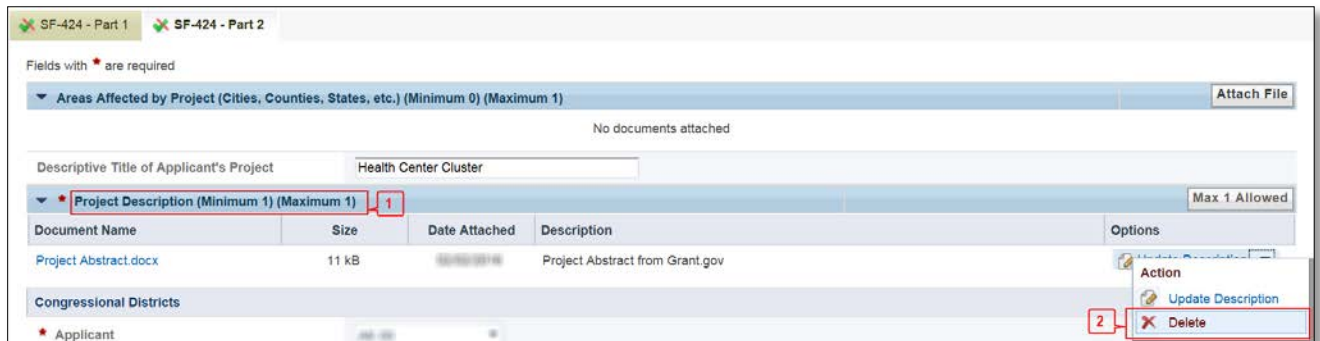 SF-424 - Part 1 SF-424 - Part 2
Fields with * are required
Areas Affected by Project (Cities, Counties, States, etc.) (Minimum 0) (Maximum 1) Attach File
No documents attached
Descriptive Title of Applicant's Project Health Center Cluster
* Project Description (Minimum 1) (Maximum 1) 1 Max 1 Allowed
Document Name Size Date Attached Description Options
Project Abstract.docx 11 kB Project Abstract from Grant.gov Update Description
Action
Congressional Districts Update Description
* Applicant 2 Delete